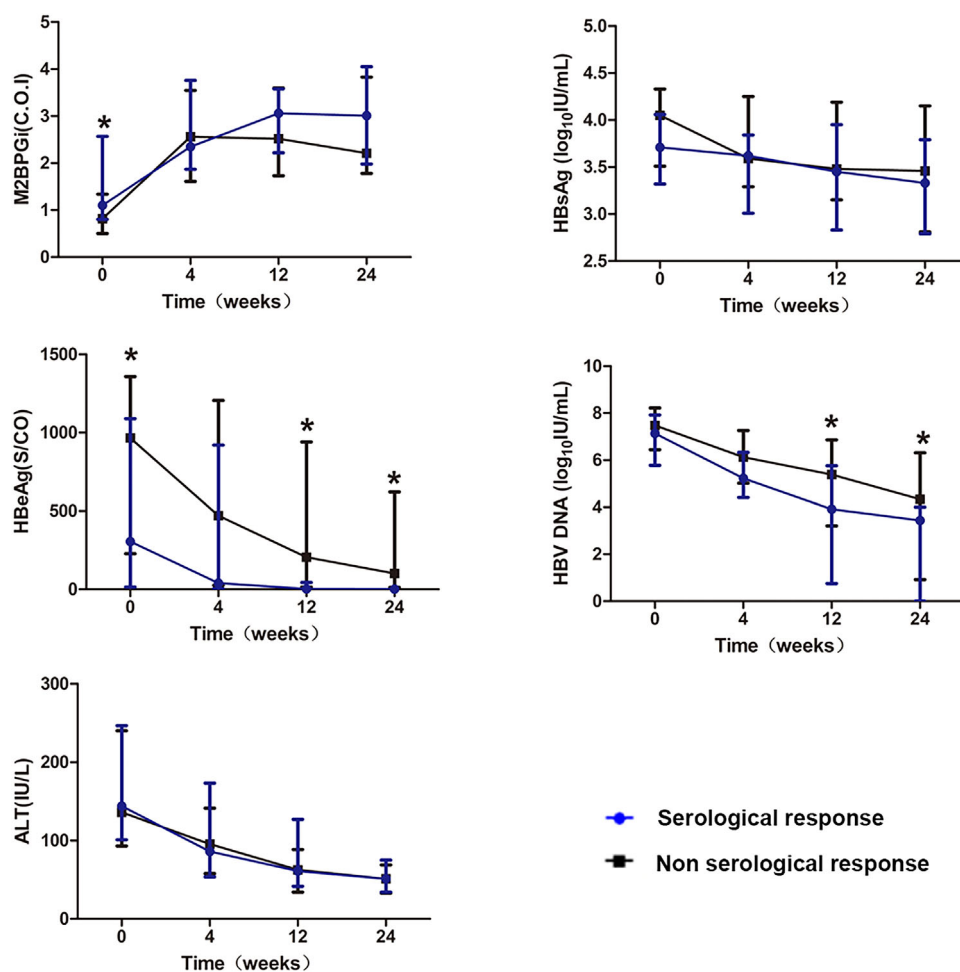 M2BPGi(C.O.I)
5
4
3
2
1
0
*
0 4 12 24
Time（weeks）
HBsAg (log10IU/mL)
5.0
4.5
4.0
3.5
3.0
2.5
0 4 12 24
Time（weeks）
HBeAg(S/CO)
1500
1000
500
0
* * *
0 4 12 24
Time（weeks）
HBV DNA (log10IU/mL)
10
8
6
4
2
0
* *
0 4 12 24
Time（weeks）
ALT(IU/L)
300
200
100
0
0 4 12 24
Time（weeks）
Serological response
Non serological response